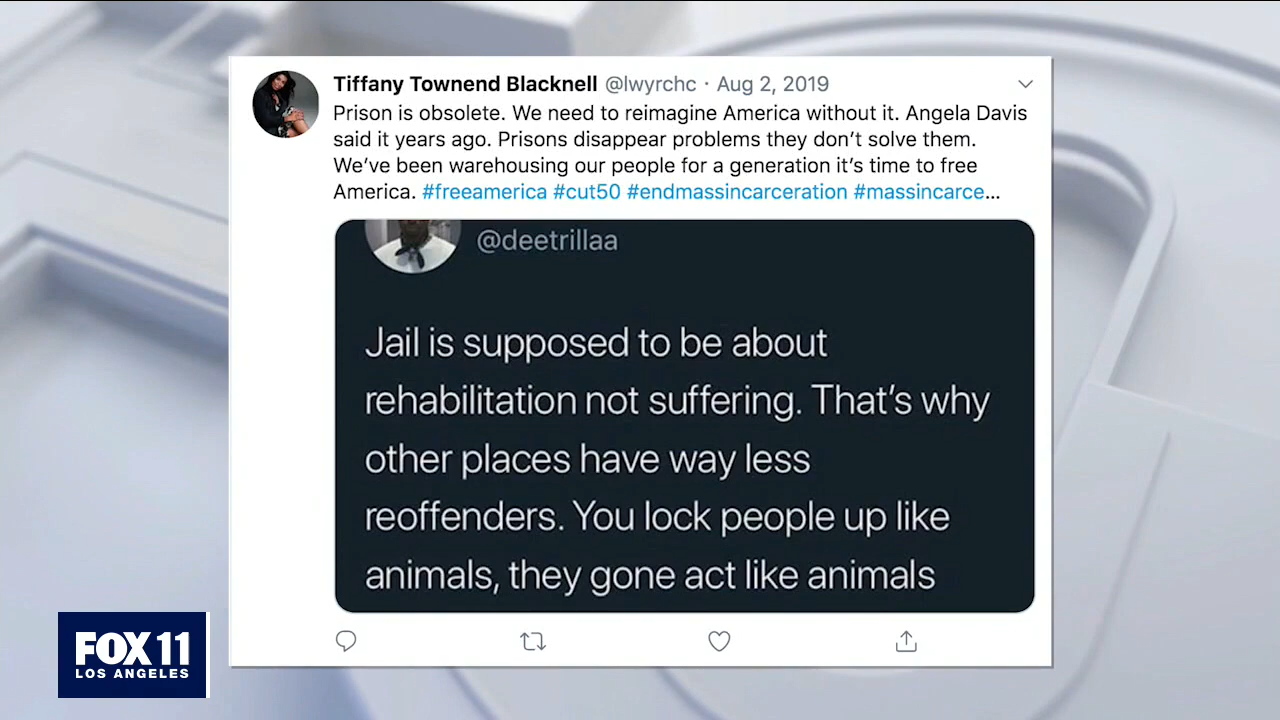 Tiffany Townend Blacknell @lwyrchc · Aug 2, 2019
Prison is obsolete. We need to reimagine America without it. Angela Davis
said it years ago. Prisons disappear problems they don’t solve them.
We’ve been warehousing our people for a generation it’s time to free
America. #freeamerica #cut50 #endmassincarceration #massincarce...
@deetrillaa
Jail is supposed to be about
rehabilitation not suffering. That’s why
other places have way less
reoffenders. You lock people up like
animals, they gone act like animals
FOX 11
LOS ANGELES